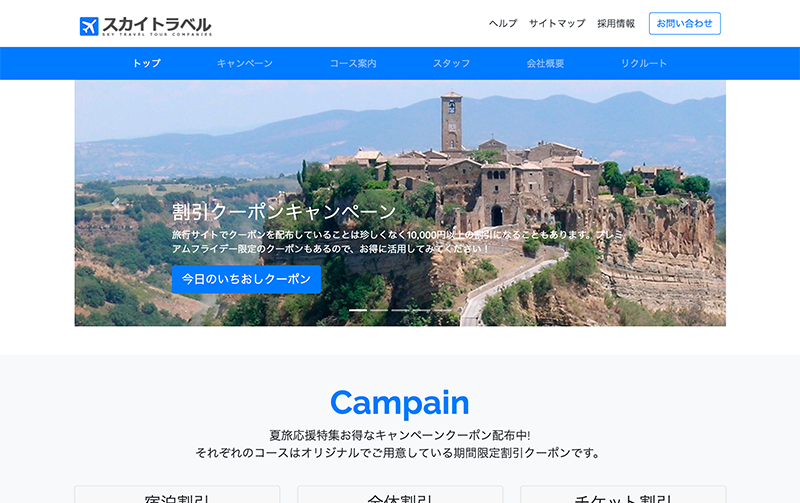 スカイトラベル
SKY TRAVEL TOUR COMPANIES
ヘルプ サイトマップ 採用情報 お問い合わせ
トップ キャンペーン コース案内 スタッフ 会社概要 リクルート
割引クーポンキャンペーン
旅行サイトでクーポンを配布していることは珍しくなく10,000円以上の割引になることもあります。プレミ
アムフライデー限定のクーポンもあるので、お得に活用してみてください！
今日のいちおしクーポン
Campain
夏旅応援特集お得なキャンペーンクーポン配布中!
それぞれのコースはオリジナルでご用意している期間限定割引クーポンです。
宿泊割引 全体割引 チケット割引